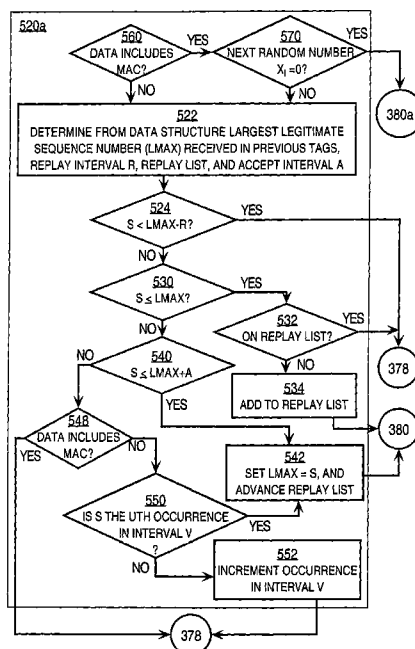 520a
560
DATA INCLUDES
MAC?
YES
NO
570
NEXT RANDOM NUMBER
XI =0?
YES
NO
380a
522
DETERMINE FROM DATA STRUCTURE LARGEST LEGITIMATE
SEQUENCE NUMBER (LMAX) RECEIVED IN PREVIOUS TAGS,
REPLAY INTERVAL R, REPLAY LIST, AND ACCEPT INTERVAL A
524
S < LMAX-R?
YES
NO
530
S ≤ LMAX?
YES
NO
532
ON REPLAY LIST?
YES
NO
378
540
S ≤ LMAX+A
NO
YES
534
ADD TO REPLAY LIST
380
548
DATA INCLUDES
MAC?
YES
NO
542
SET LMAX = S, AND
ADVANCE REPLAY LIST
550
IS S THE UTH OCCURRENCE
IN INTERVAL V
?
YES
NO
552
INCREMENT OCCURRENCE
IN INTERVAL V
378